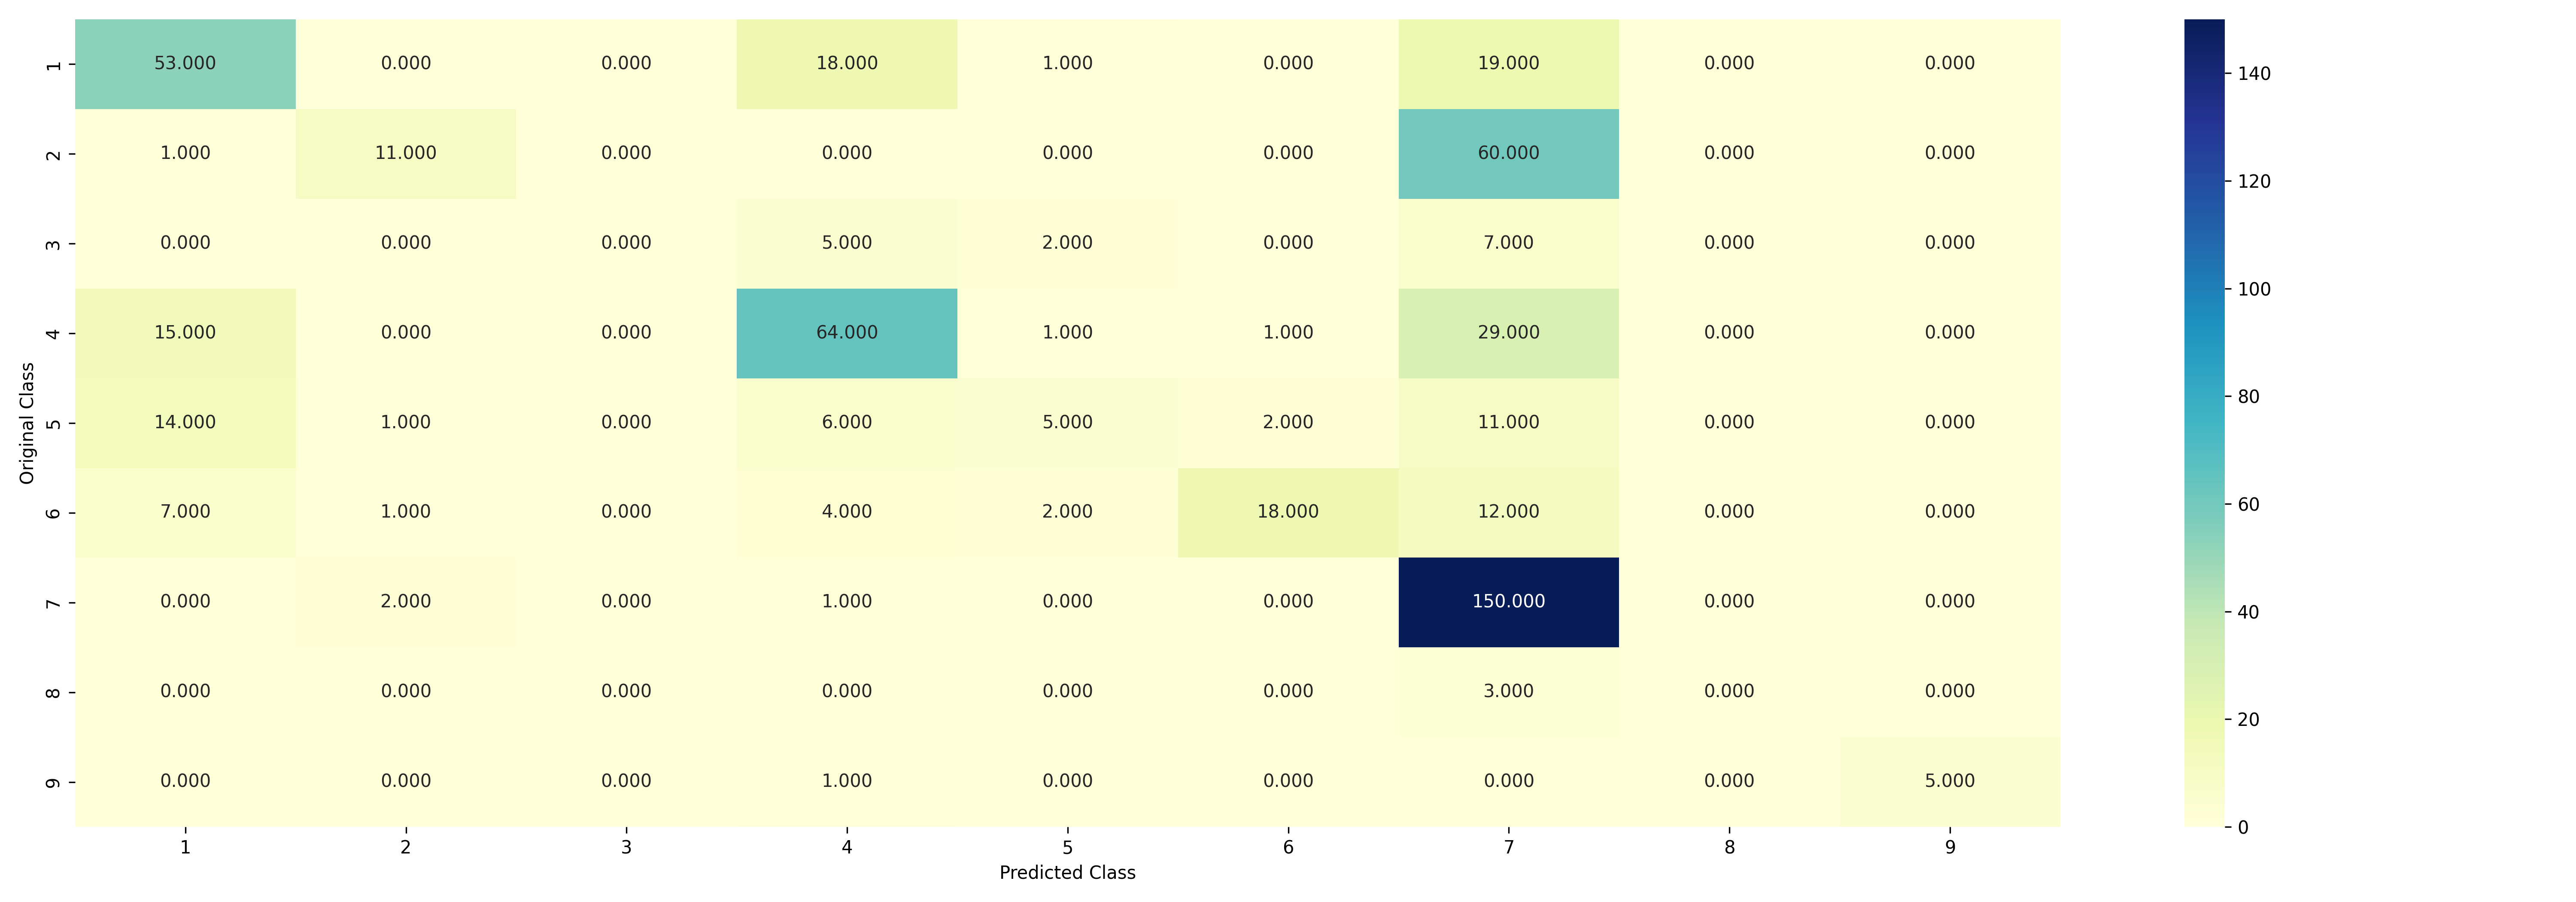 1 53.000 0.000 0.000 18.000 1.000 0.000 19.000 0.000 0.000
2 1.000 11.000 0.000 0.000 0.000 0.000 60.000 0.000 0.000
3 0.000 0.000 0.000 5.000 2.000 0.000 7.000 0.000 0.000
4 15.000 0.000 0.000 64.000 1.000 1.000 29.000 0.000 0.000
5 14.000 1.000 0.000 6.000 5.000 2.000 11.000 0.000 0.000
6 7.000 1.000 0.000 4.000 2.000 18.000 12.000 0.000 0.000
7 0.000 2.000 0.000 1.000 0.000 0.000 150.000 0.000 0.000
8 0.000 0.000 0.000 0.000 0.000 0.000 3.000 0.000 0.000
9 0.000 0.000 0.000 1.000 0.000 0.000 0.000 0.000 5.000
1 2 3 4 5 6 7 8 9
Predicted Class
Original Class
140
120
100
80
60
40
20
0